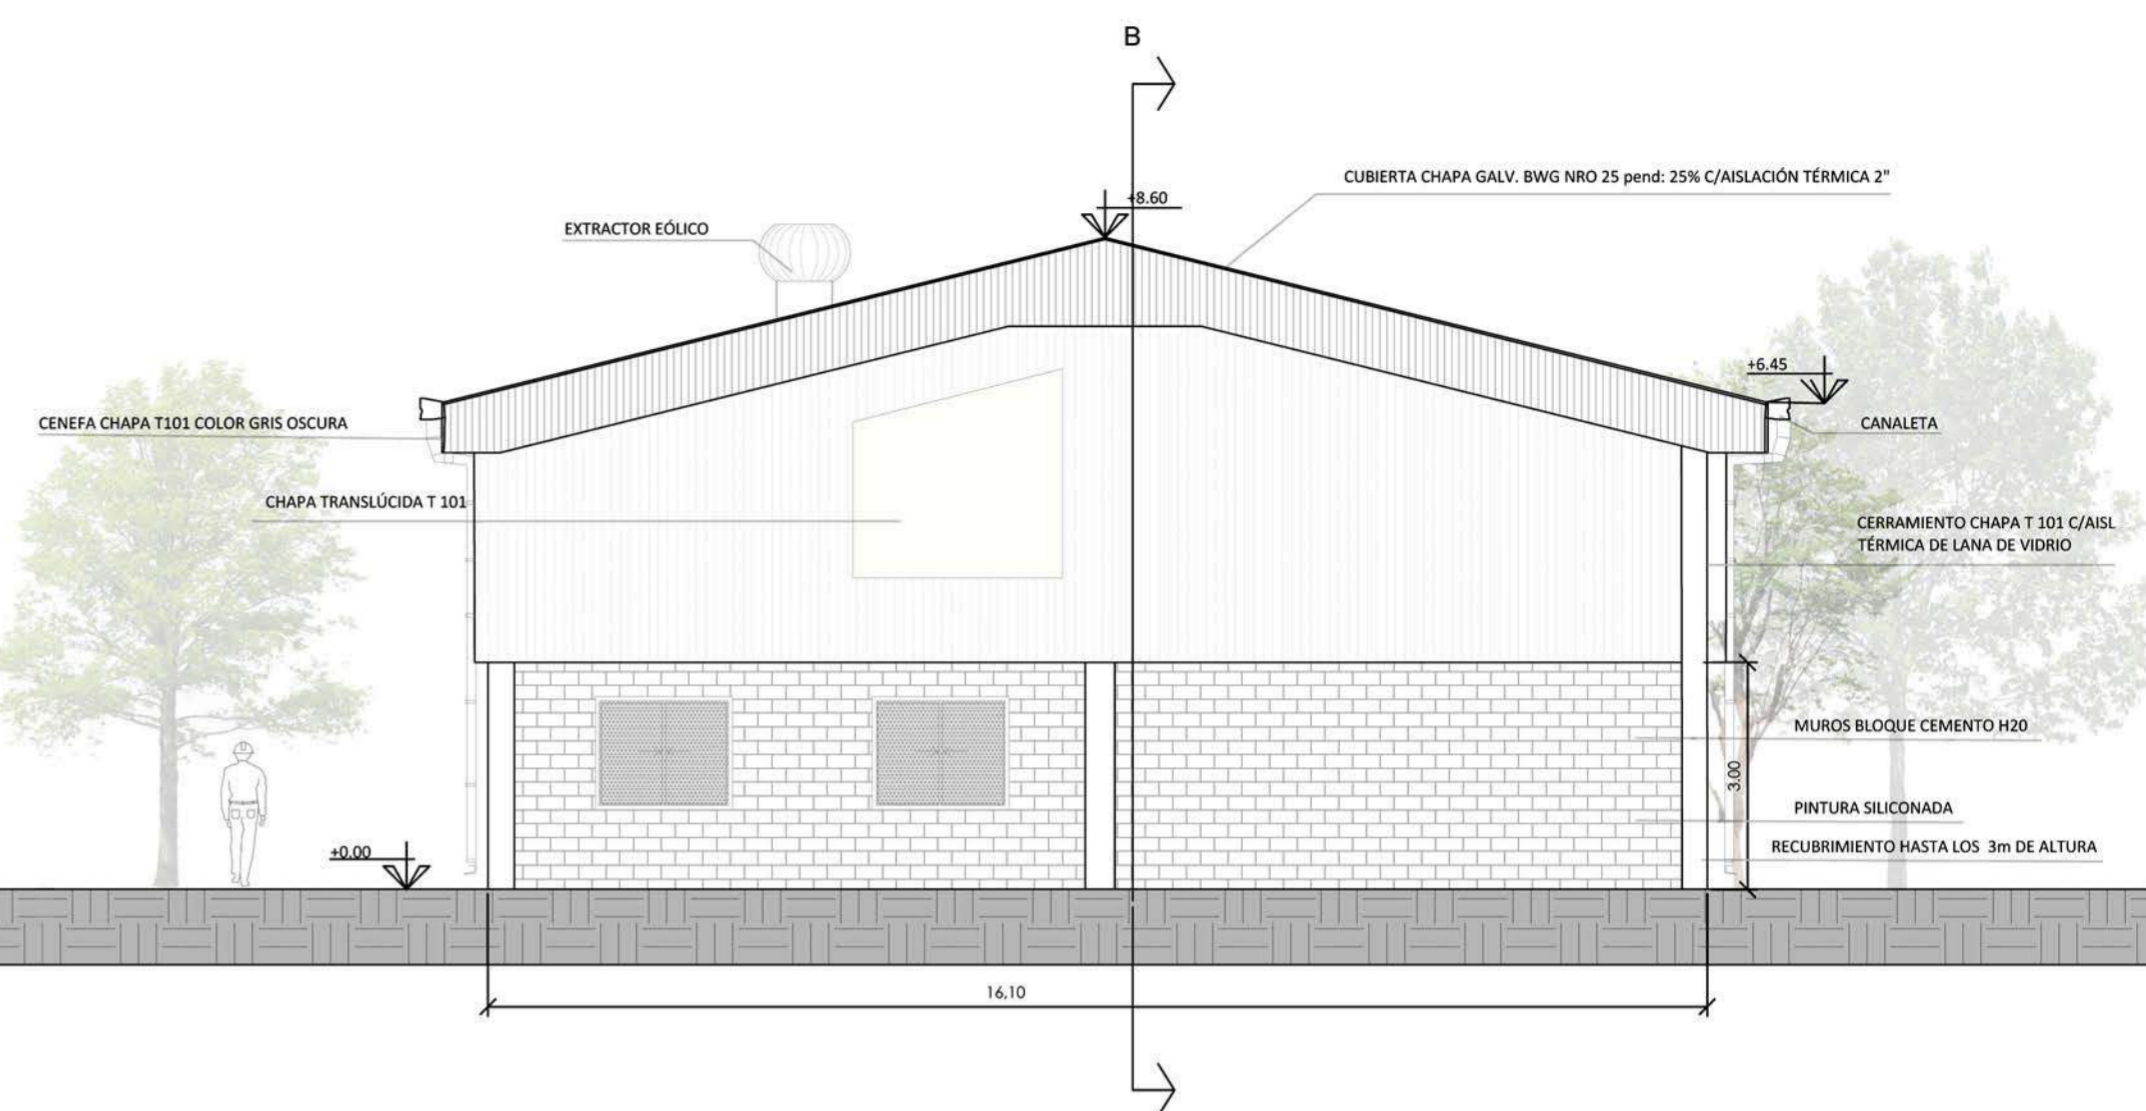 B
CUBIERTA CHAPA GALV. BWG NRO 25 pend: 25% C/AISLACIÓN TÉRMICA 2"
+8.60
EXTRACTOR EÓLICO
+6.45
CENEFA CHAPA T101 COLOR GRIS OSCURA
CANALETA
CHAPA TRANSLÚCIDA T 101
CERRAMIENTO CHAPA T 101 C/AISL
TÉRMICA DE LANA DE VIDRIO
MUROS BLOQUE CEMENTO H20
3.00
PINTURA SILICONADA
RECUBRIMIENTO HASTA LOS 3m DE ALTURA
+0.00
16,10